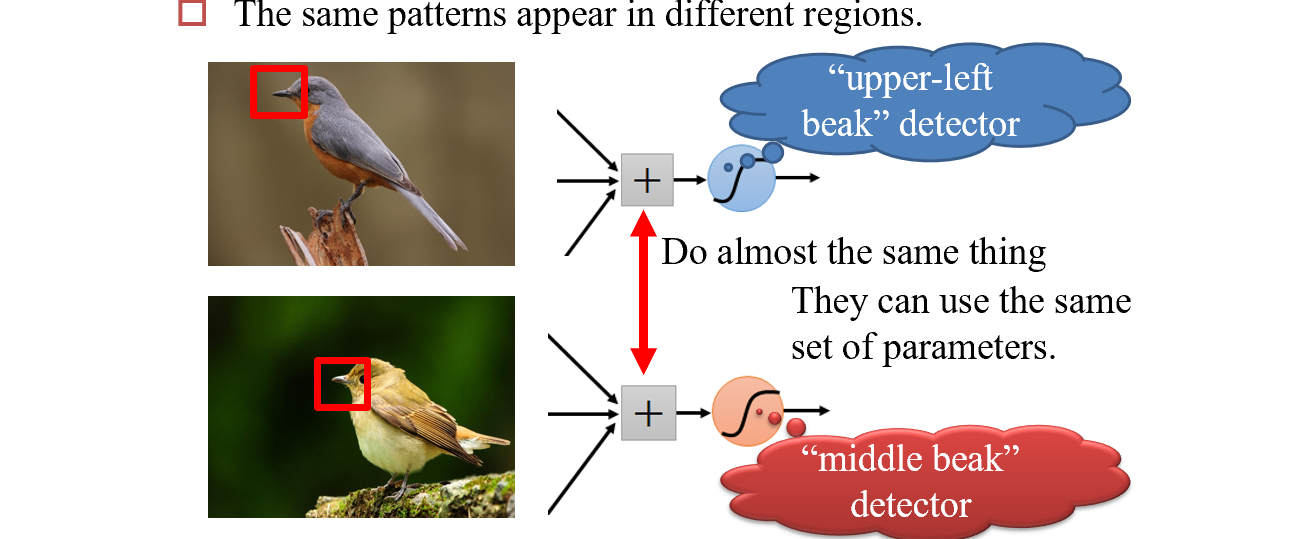 The same patterns appear in different regions.
“upper-left
beak” detector
+
Do almost the same thing
They can use the same
set of parameters.
+
“middle beak”
detector